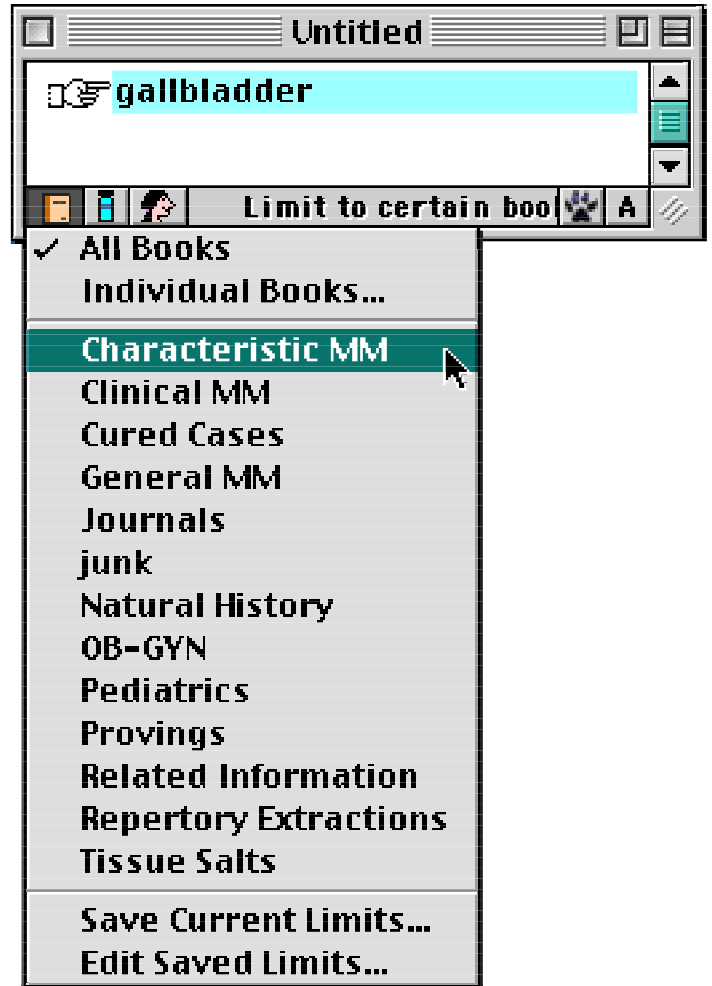 Untitled
gallbladder
Limit to certain boo
A
✓ All Books
Individual Books...
Characteristic MM
Clinical MM
Cured Cases
General MM
Journals
junk
Natural History
OB-GYN
Pediatrics
Provings
Related Information
Repertory Extractions
Tissue Salts
Save Current Limits...
Edit Saved Limits...